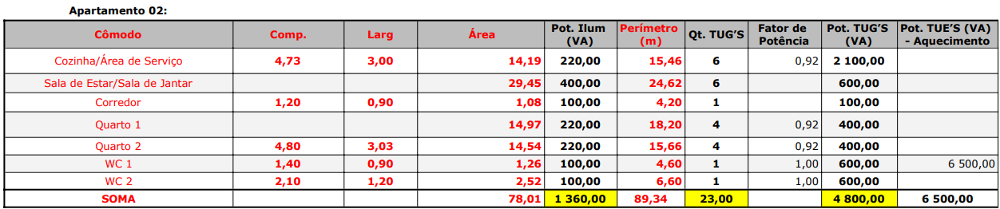 Apartamento 02:
Cômodo Comp. Larg Área Pot. Ilum (VA) Perímetro (m) Qt. TUG'S Fator de Potência Pot. TUG'S (VA) Pot. TUE'S (VA) - Aquecimento
Cozinha/Área de Serviço 4,73 3,00 14,19 220,00 15,46 6 0,92 2 100,00
Sala de Estar/Sala de Jantar 29,45 400,00 24,62 6 600,00
Corredor 1,20 0,90 1,08 100,00 4,20 1 100,00
Quarto 1 14,97 220,00 18,20 4 0,92 400,00
Quarto 2 4,80 3,03 14,54 220,00 15,66 4 0,92 400,00
WC 1 1,40 0,90 1,26 100,00 4,60 1 1,00 600,00 6 500,00
WC 2 2,10 1,20 2,52 100,00 6,60 1 1,00 600,00
SOMA 78,01 1 360,00 89,34 23,00 4 800,00 6 500,00